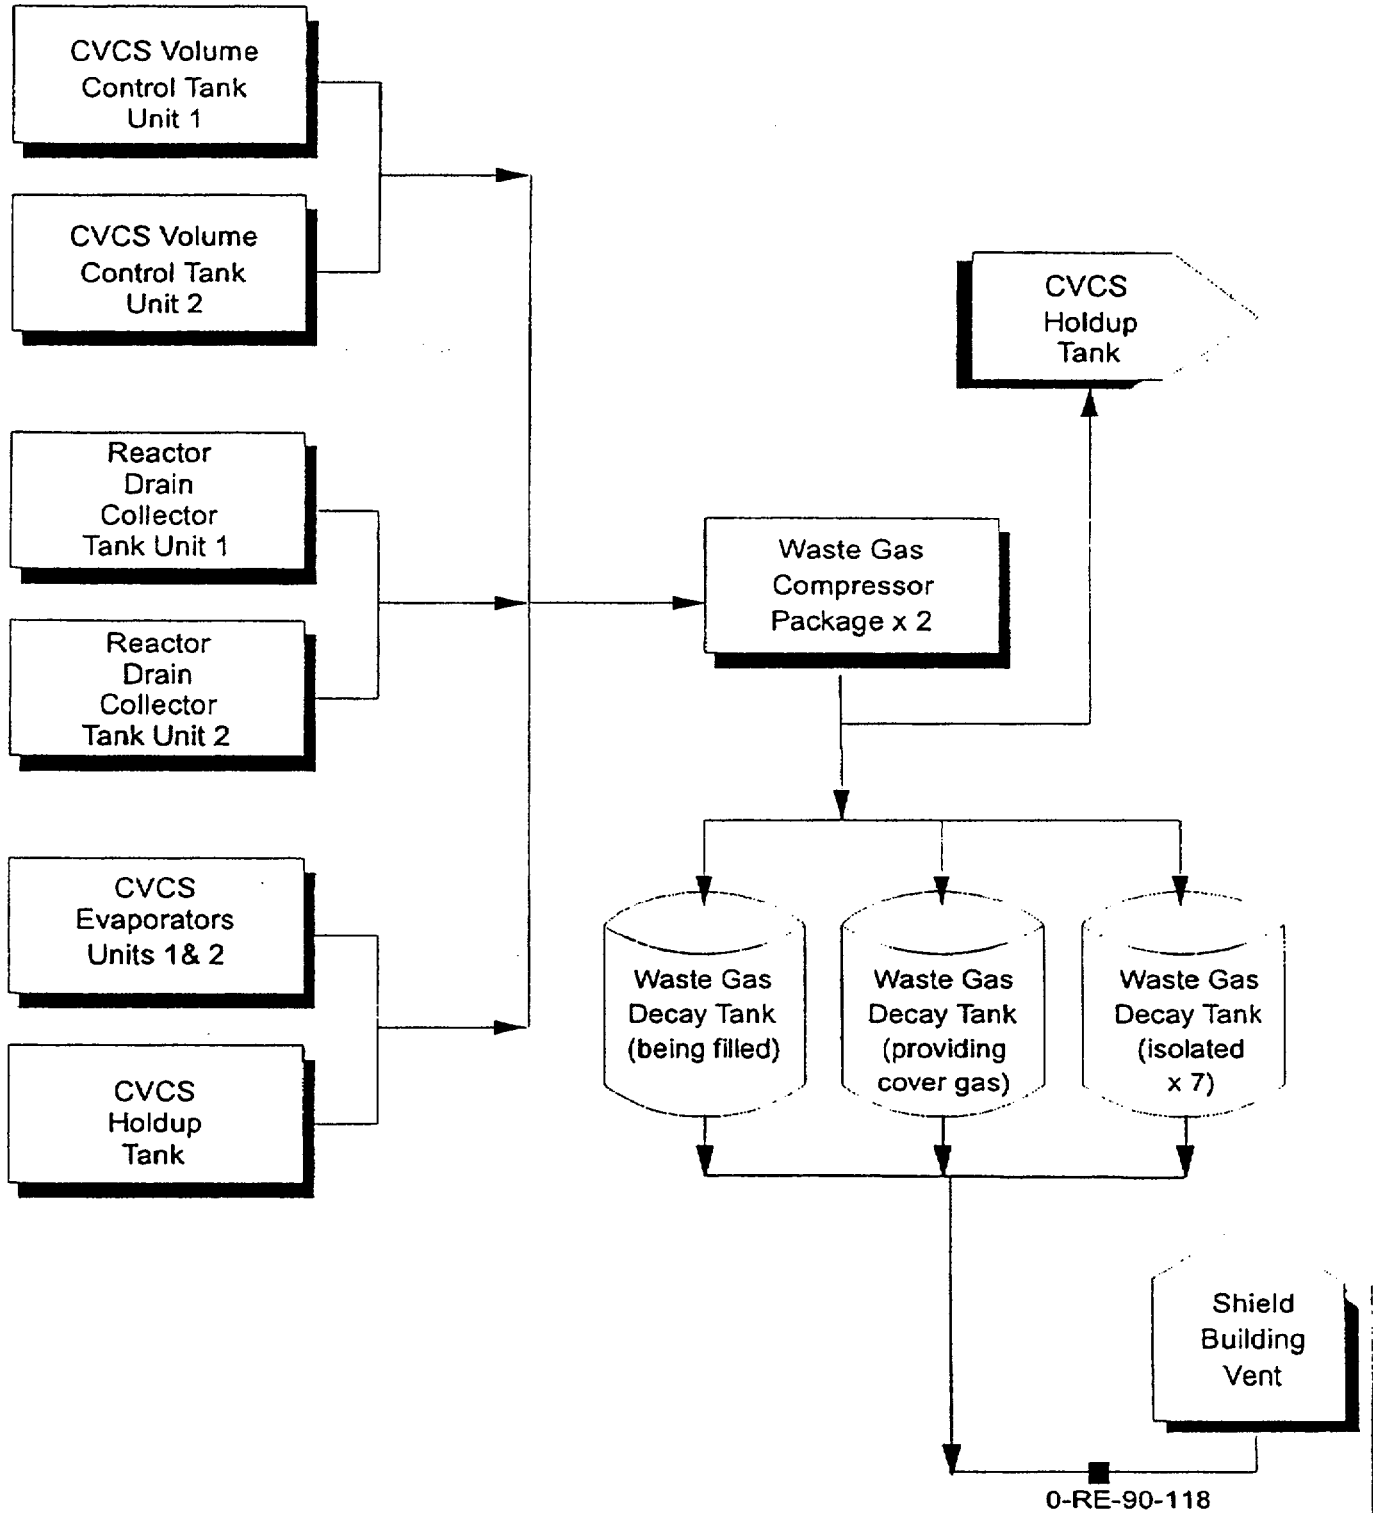 CVCS Volume
Control Tank
Unit 1
CVCS Volume
Control Tank
Unit 2
CVCS
Holdup
Tank
Reactor
Drain
Collector
Tank Unit 1
Waste Gas
Compressor
Package x 2
Reactor
Drain
Collector
Tank Unit 2
CVCS
Evaporators
Units 1& 2
Waste Gas
Decay Tank
(being filled)
Waste Gas
Decay Tank
(providing
cover gas)
Waste Gas
Decay Tank
(isolated
x 7)
CVCS
Holdup
Tank
Shield
Building
Vent
0-RE-90-118